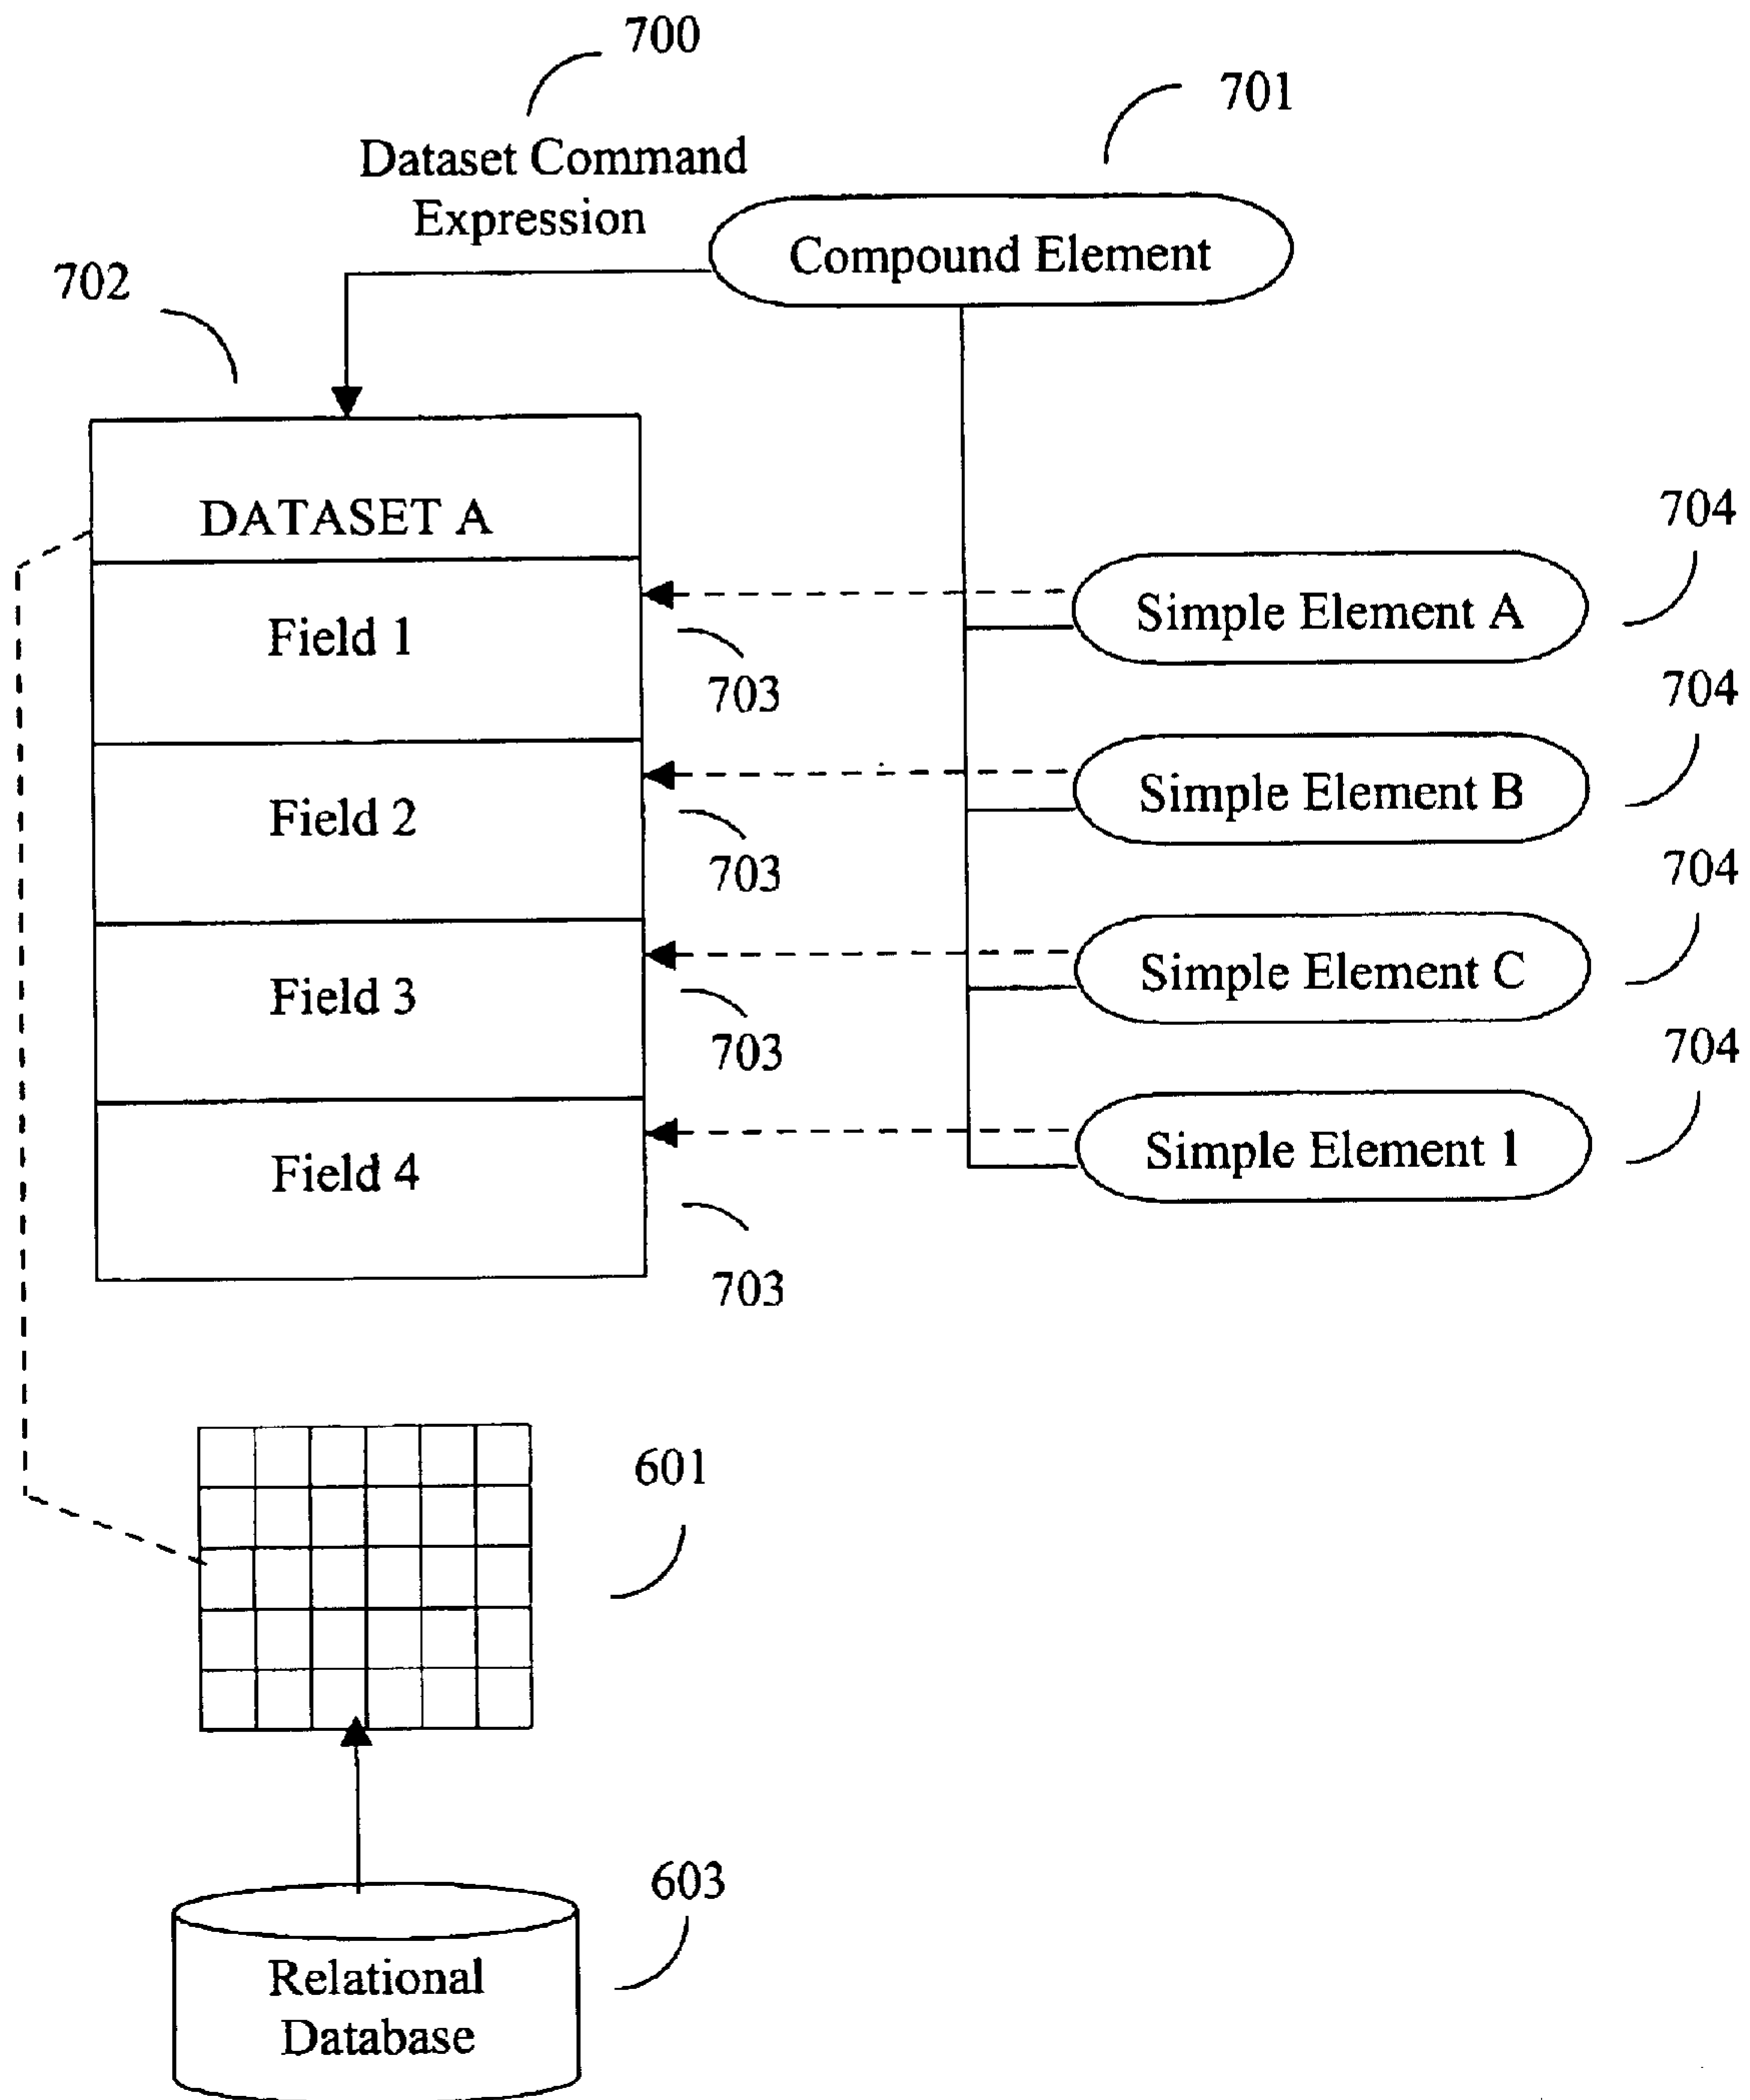 700
701
Dataset Command
Expression
Compound Element
702
DATASET A
704
Simple Element A
Field 1
703
704
Simple Element B
Field 2
703
704
Simple Element C
Field 3
703
704
Simple Element 1
Field 4
703
601
603
Relational
Database